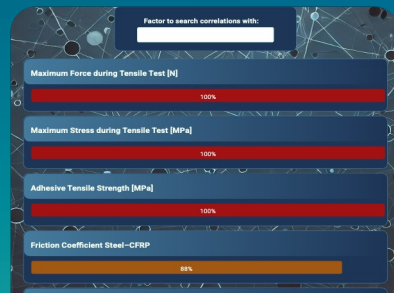 Factor to search correlations with:
Maximum Force during Tensile Test [N]
100%
Maximum Stress during Tensile Test [MPa]
100%
Adhesive Tensile Strength [MPa]
100%
Friction Coefficient Steel–CFRP
88%